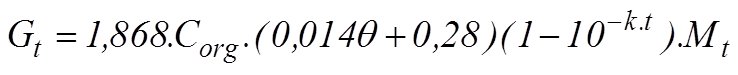 G_t = 1,868.C_org.(0,014θ+0,28)(1−10^{−k.t}).M_t